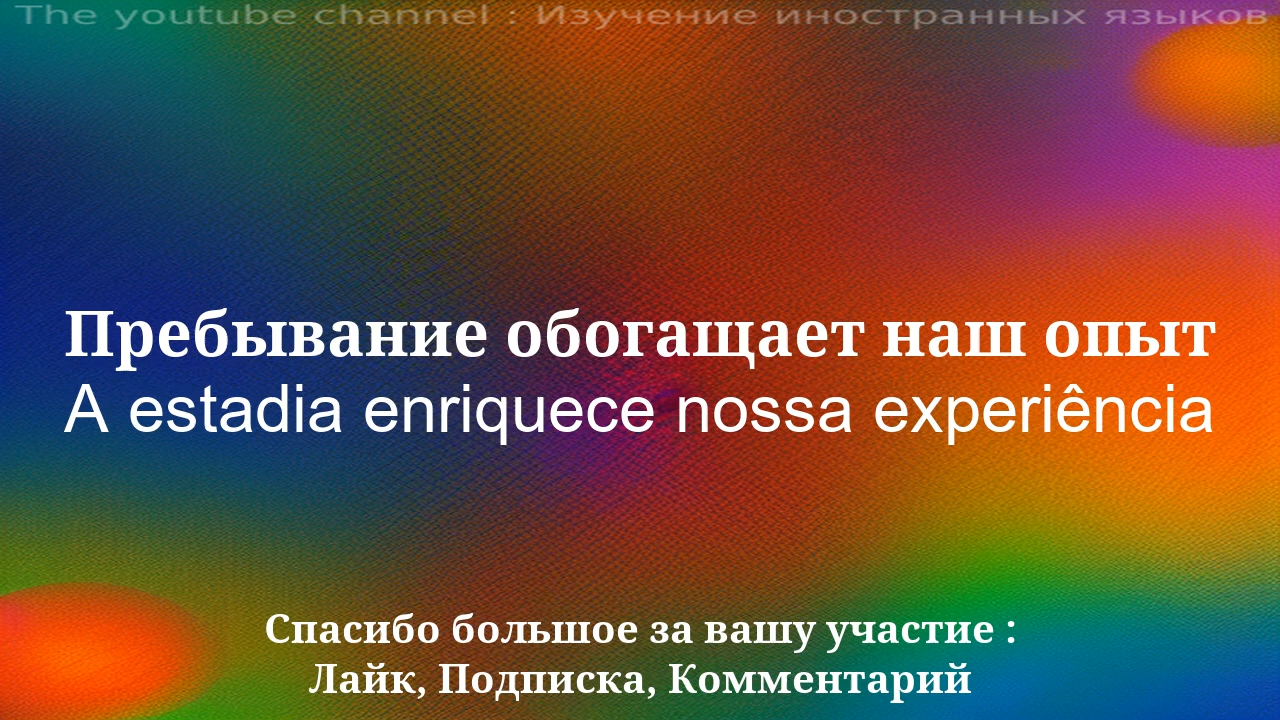 The youtube channel : Изучение иностранных языков
Пребывание обогащает наш опыт
A estadia enriquece nossa experiência
Спасибо большое за вашу участие :
Лайк, Подписка, Комментарий